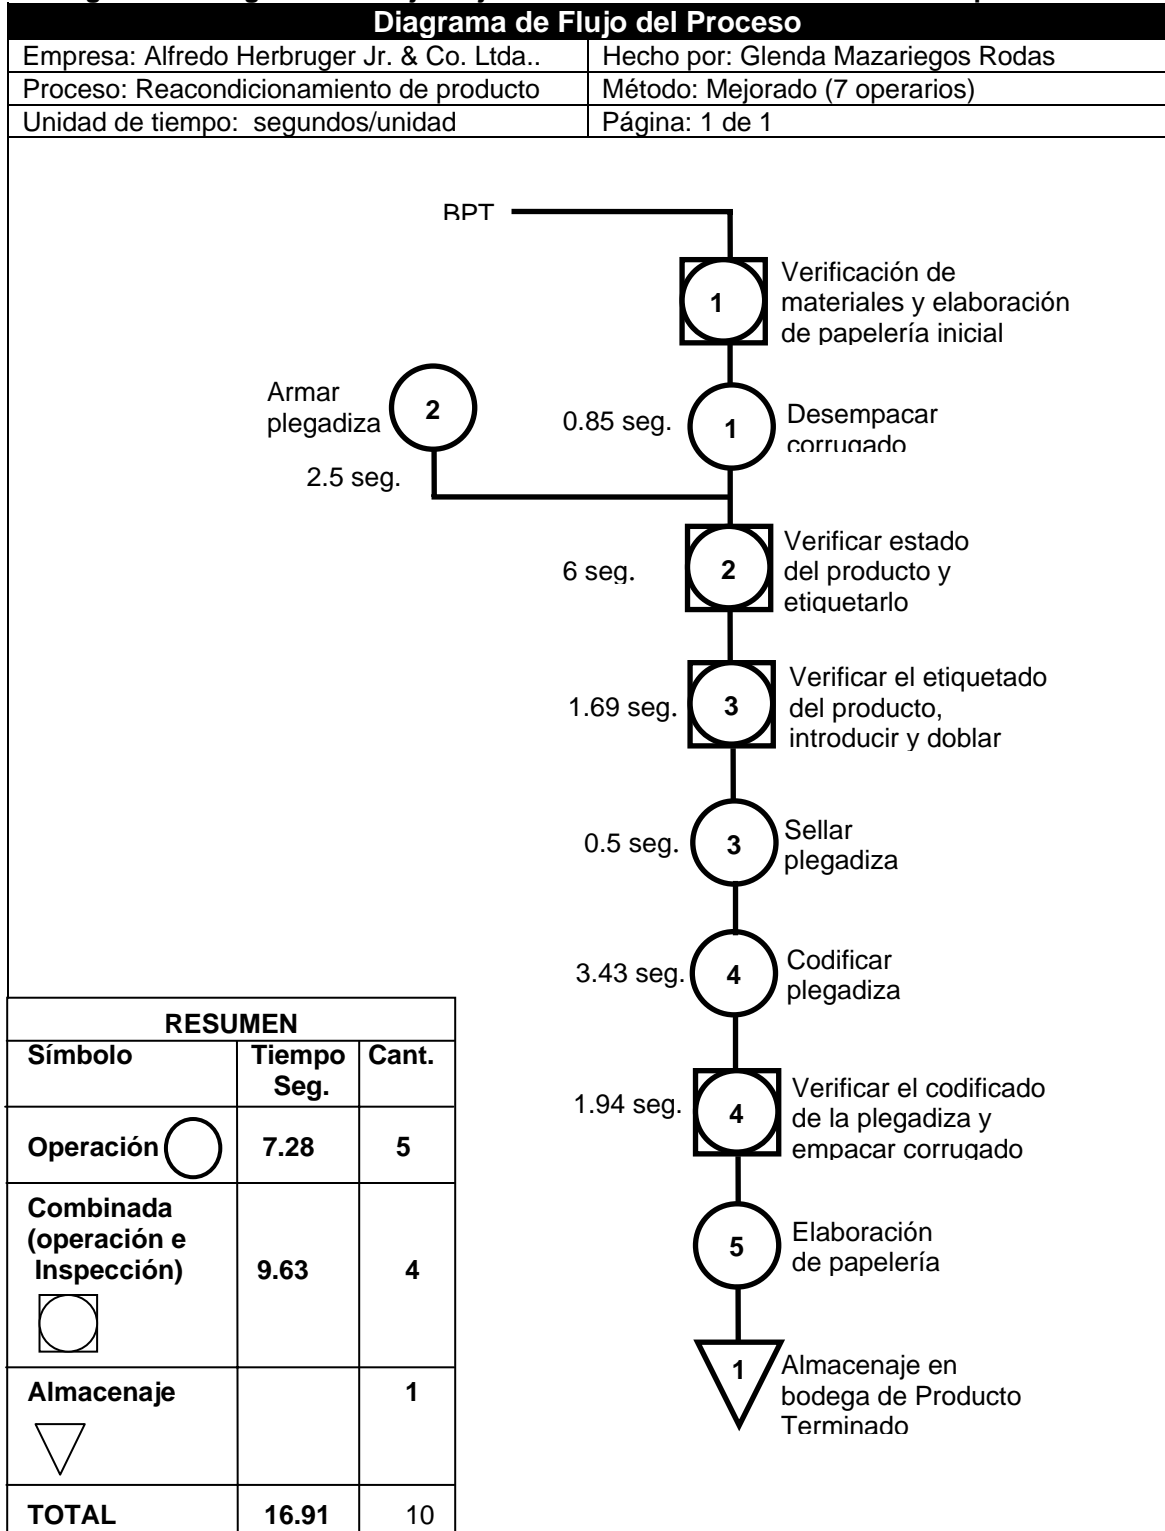 Diagrama de Flujo del Proceso
Empresa: Alfredo Herbruger Jr. & Co. Ltda..
Hecho por: Glenda Mazariegos Rodas
Proceso: Reacondicionamiento de producto
Método: Mejorado (7 operarios)
Unidad de tiempo: segundos/unidad
Página: 1 de 1
BPT
1
Verificación de
materiales y elaboración
de papelería inicial
Armar
plegadiza
2
2.5 seg.
0.85 seg.
1
Desempacar
corrugado
6 seg.
2
Verificar estado
del producto y
etiquetarlo
1.69 seg.
3
Verificar el etiquetado
del producto,
introducir y doblar
0.5 seg.
3
Sellar
plegadiza
3.43 seg.
4
Codificar
plegadiza
1.94 seg.
4
Verificar el codificado
de la plegadiza y
empacar corrugado
5
Elaboración
de papelería
1
Almacenaje en
bodega de Producto
Terminado
RESUMEN
Símbolo
Tiempo
Seg.
Cant.
Operación
7.28
5
Combinada
(operación e
Inspección)
9.63
4
Almacenaje
1
TOTAL
16.91
10